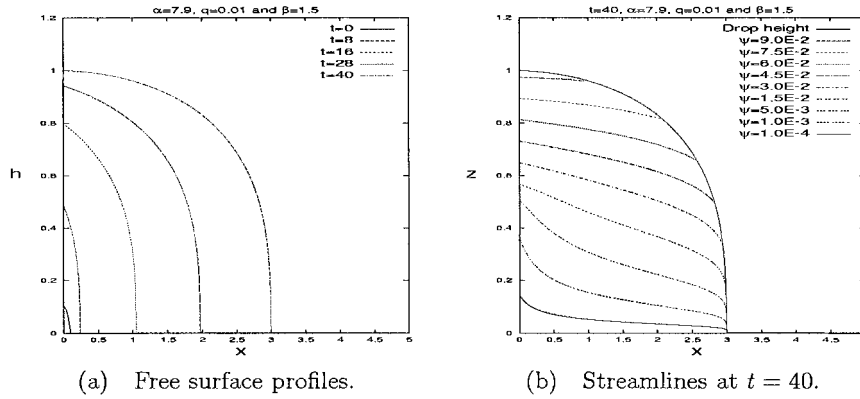 α=7.9, q=0.01 and β=1.5
t=0
t=8
t=16
t=28
t=40
1.2
1
0.8
0.6
0.4
0.2
0
h
0 0.5 1 1.5 2 2.5 3 3.5 4 4.5 5
X
(a) Free surface profiles.
t=40, α=7.9, q=0.01 and β=1.5
Drop height
ψ=9.0E-2
ψ=7.5E-2
ψ=6.0E-2
ψ=4.5E-2
ψ=3.0E-2
ψ=1.5E-2
ψ=5.0E-3
ψ=1.0E-3
ψ=1.0E-4
1.2
1
0.8
0.6
0.4
0.2
0
z
0 0.5 1 1.5 2 2.5 3 3.5 4 4.5
X
(b) Streamlines at t = 40.